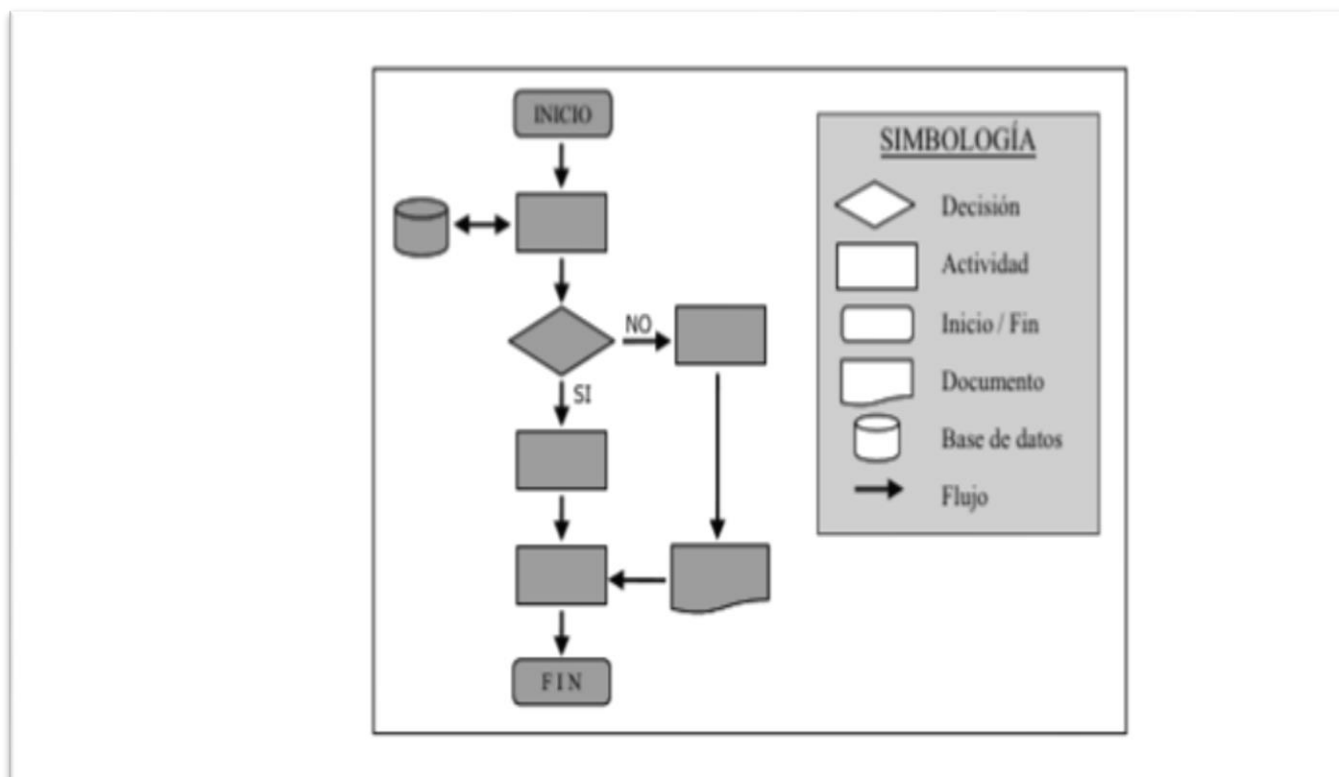 INICIO
NO
SI
FIN
SIMBOLOGÍA
Decisión
Actividad
Inicio / Fin
Documento
Base de datos
Flujo